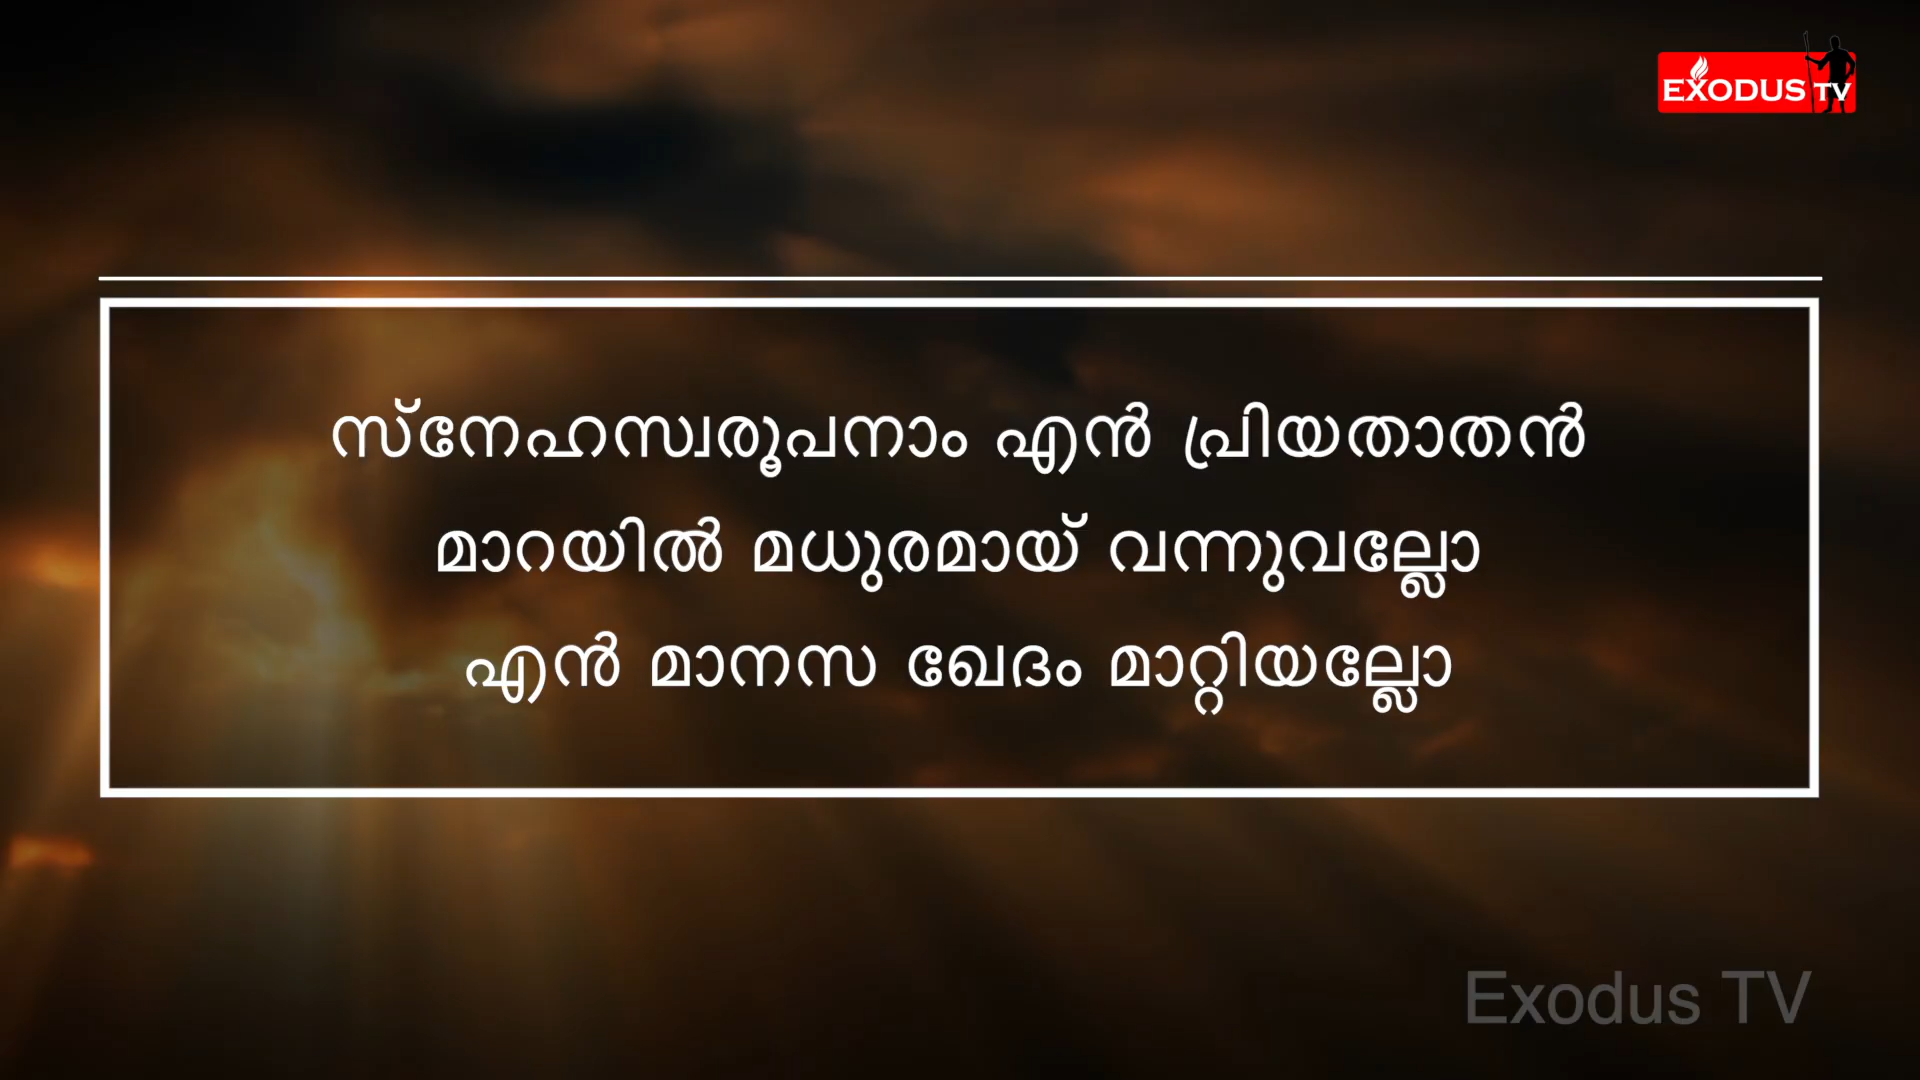 EXODUS TV
സ്നേഹസ്വരൂപനാം എൻ പ്രിയതാതൻ
മാറയിൽ മധുരമായ് വന്നുവല്ലോ
എൻ മാനസ ഖേദം മാറ്റിയല്ലോ
Exodus TV